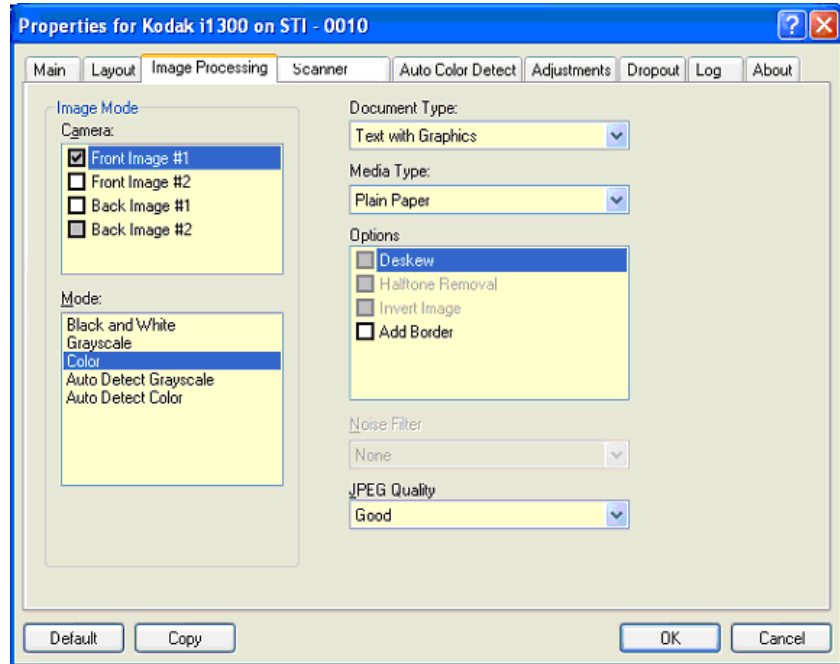 Properties for Kodak i1300 on STI - 0010
Main Layout Image Processing Scanner Auto Color Detect Adjustments Dropout Log About
Image Mode
Camera:
Front Image #1
Front Image #2
Back Image #1
Back Image #2
Mode:
Black and White
Grayscale
Color
Auto Detect Grayscale
Auto Detect Color
Document Type:
Text with Graphics
Media Type:
Plain Paper
Options
Deskew
Halftone Removal
Invert Image
Add Border
Noise Filter
None
JPEG Quality
Good
Default Copy OK Cancel